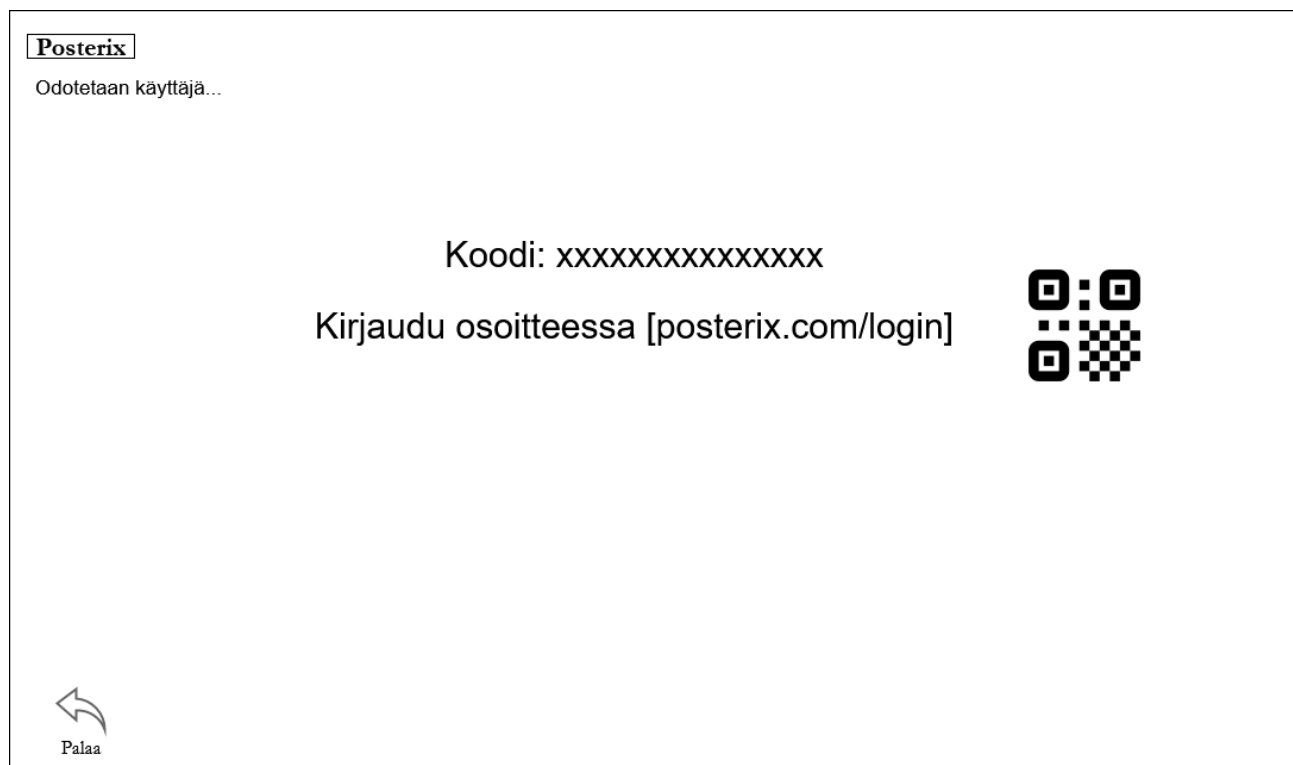 Posterix
Odotetaan käyttäjä...
Koodi: xxxxxxxxxxxxxxx
Kirjaudu osoitteessa [posterix.com/login]
Palaa